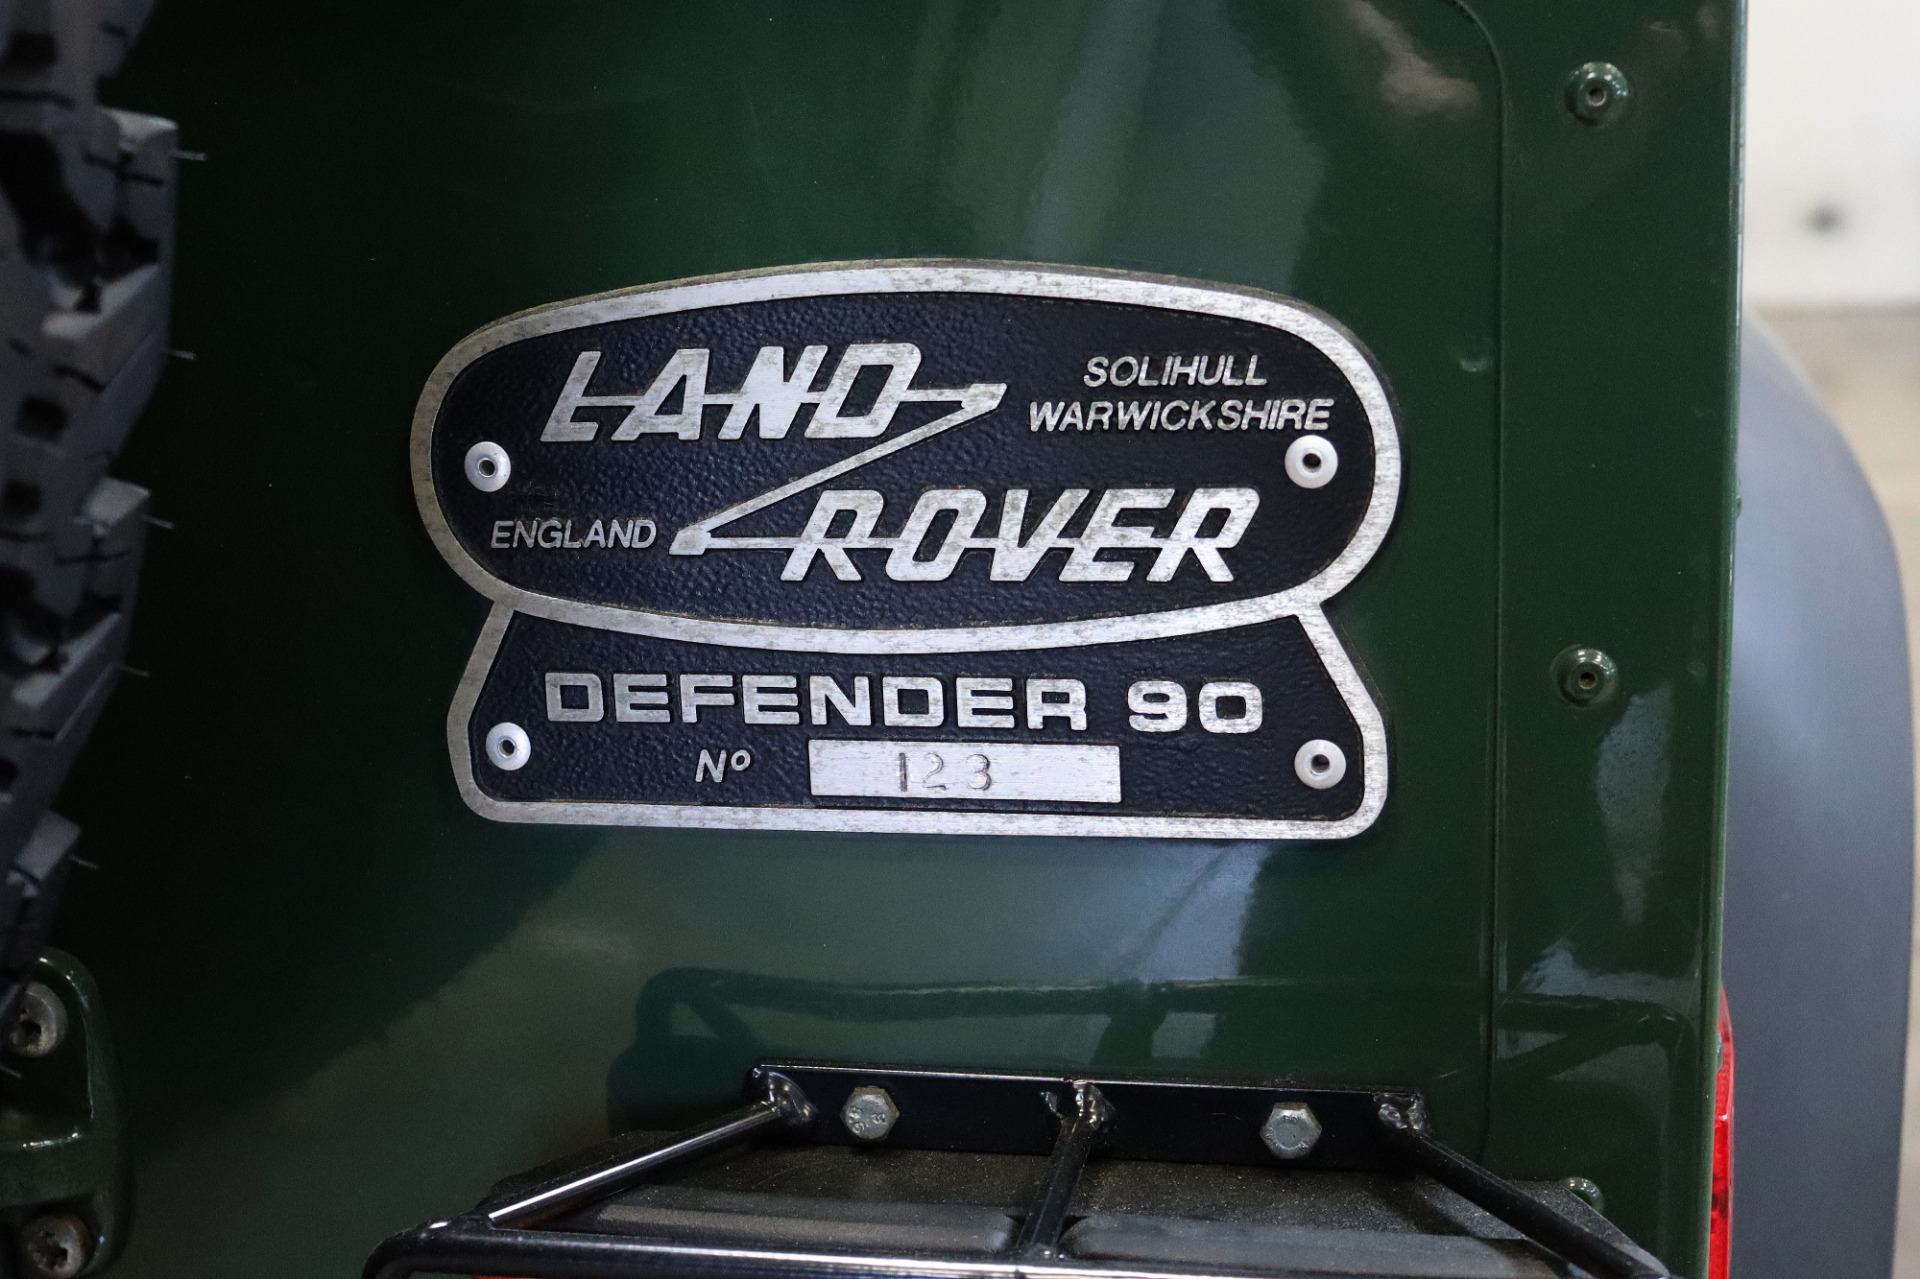 LAND
SOLIHULL
WARWICKSHIRE
ENGLAND
ROVER
DEFENDER 90
Nº 123